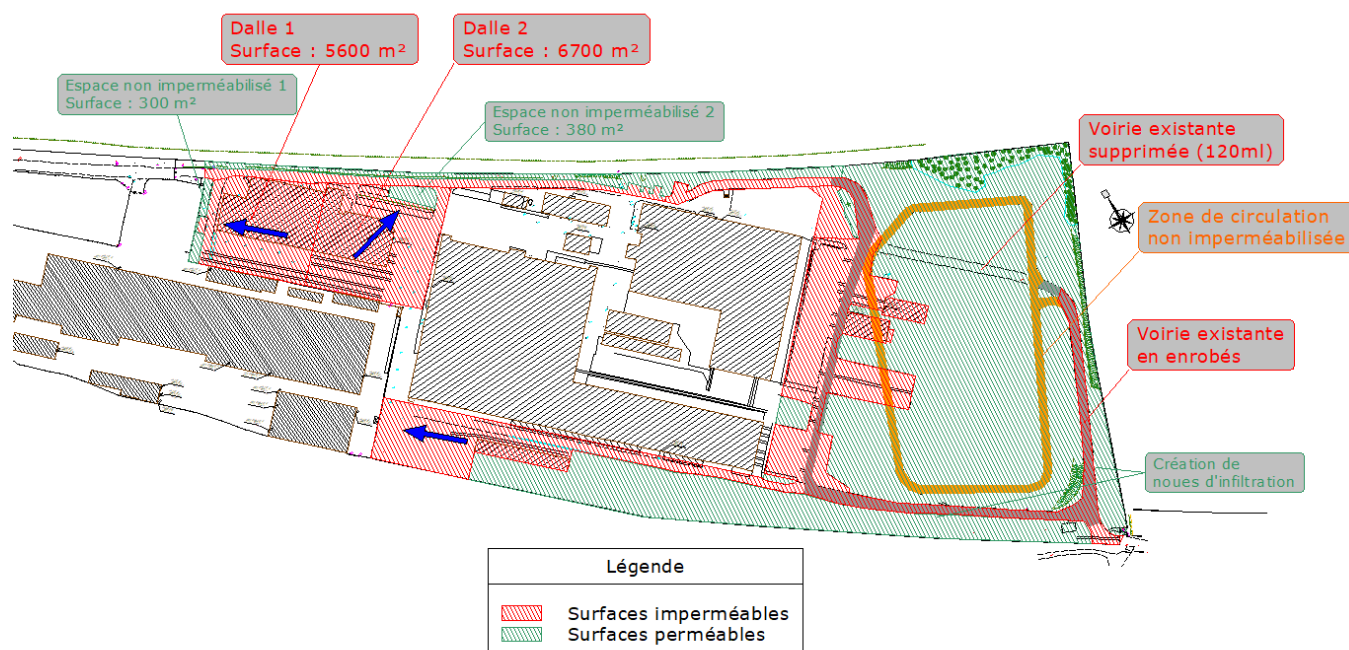 Dalle 1
Surface : 5600 m²
Dalle 2
Surface : 6700 m²
Espace non imperméabilisé 1
Surface : 300 m²
Espace non imperméabilisé 2
Surface : 380 m²
Voirie existante
supprimée (120ml)
Zone de circulation
non imperméabilisée
Voirie existante
en enrobés
Création de
noues d'infiltration
Légende
Surfaces imperméables
Surfaces perméables